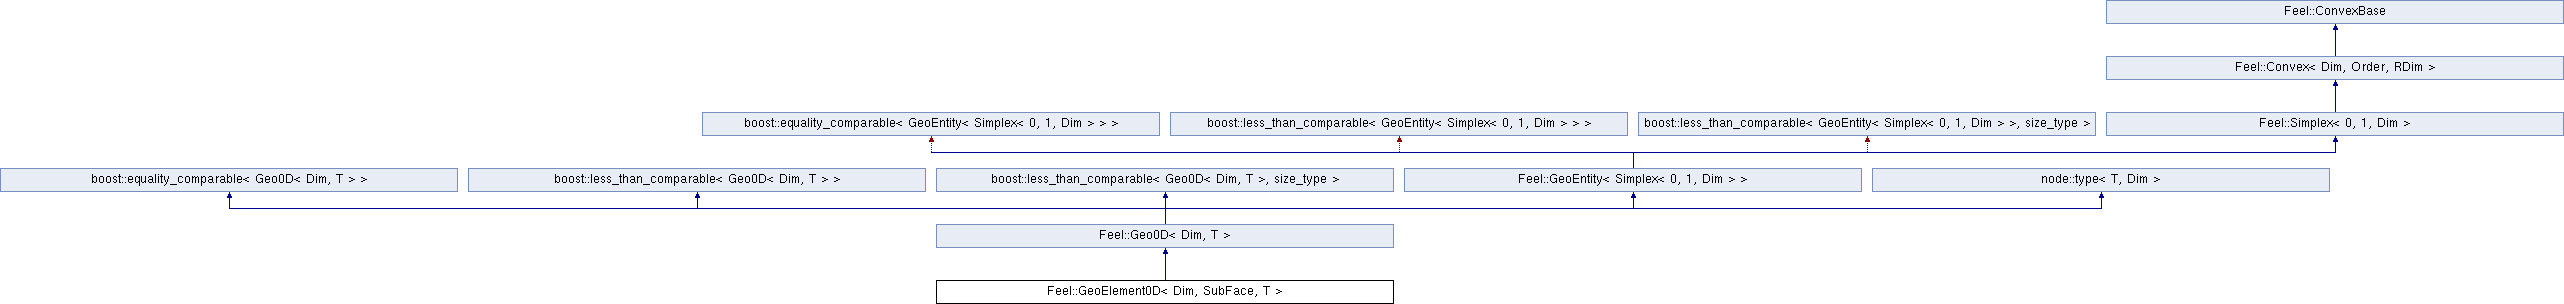 Feel::ConvexBase
Feel::Convex< Dim, Order, RDim >
boost::equality_comparable< GeoEntity< Simplex< 0, 1, Dim > > >
boost::less_than_comparable< GeoEntity< Simplex< 0, 1, Dim > > >
boost::less_than_comparable< GeoEntity< Simplex< 0, 1, Dim > >, size_type >
Feel::Simplex< 0, 1, Dim >
boost::equality_comparable< Geo0D< Dim, T > >
boost::less_than_comparable< Geo0D< Dim, T > >
boost::less_than_comparable< Geo0D< Dim, T >, size_type >
Feel::GeoEntity< Simplex< 0, 1, Dim > >
node::type< T, Dim >
Feel::Geo0D< Dim, T >
Feel::GeoElement0D< Dim, SubFace, T >